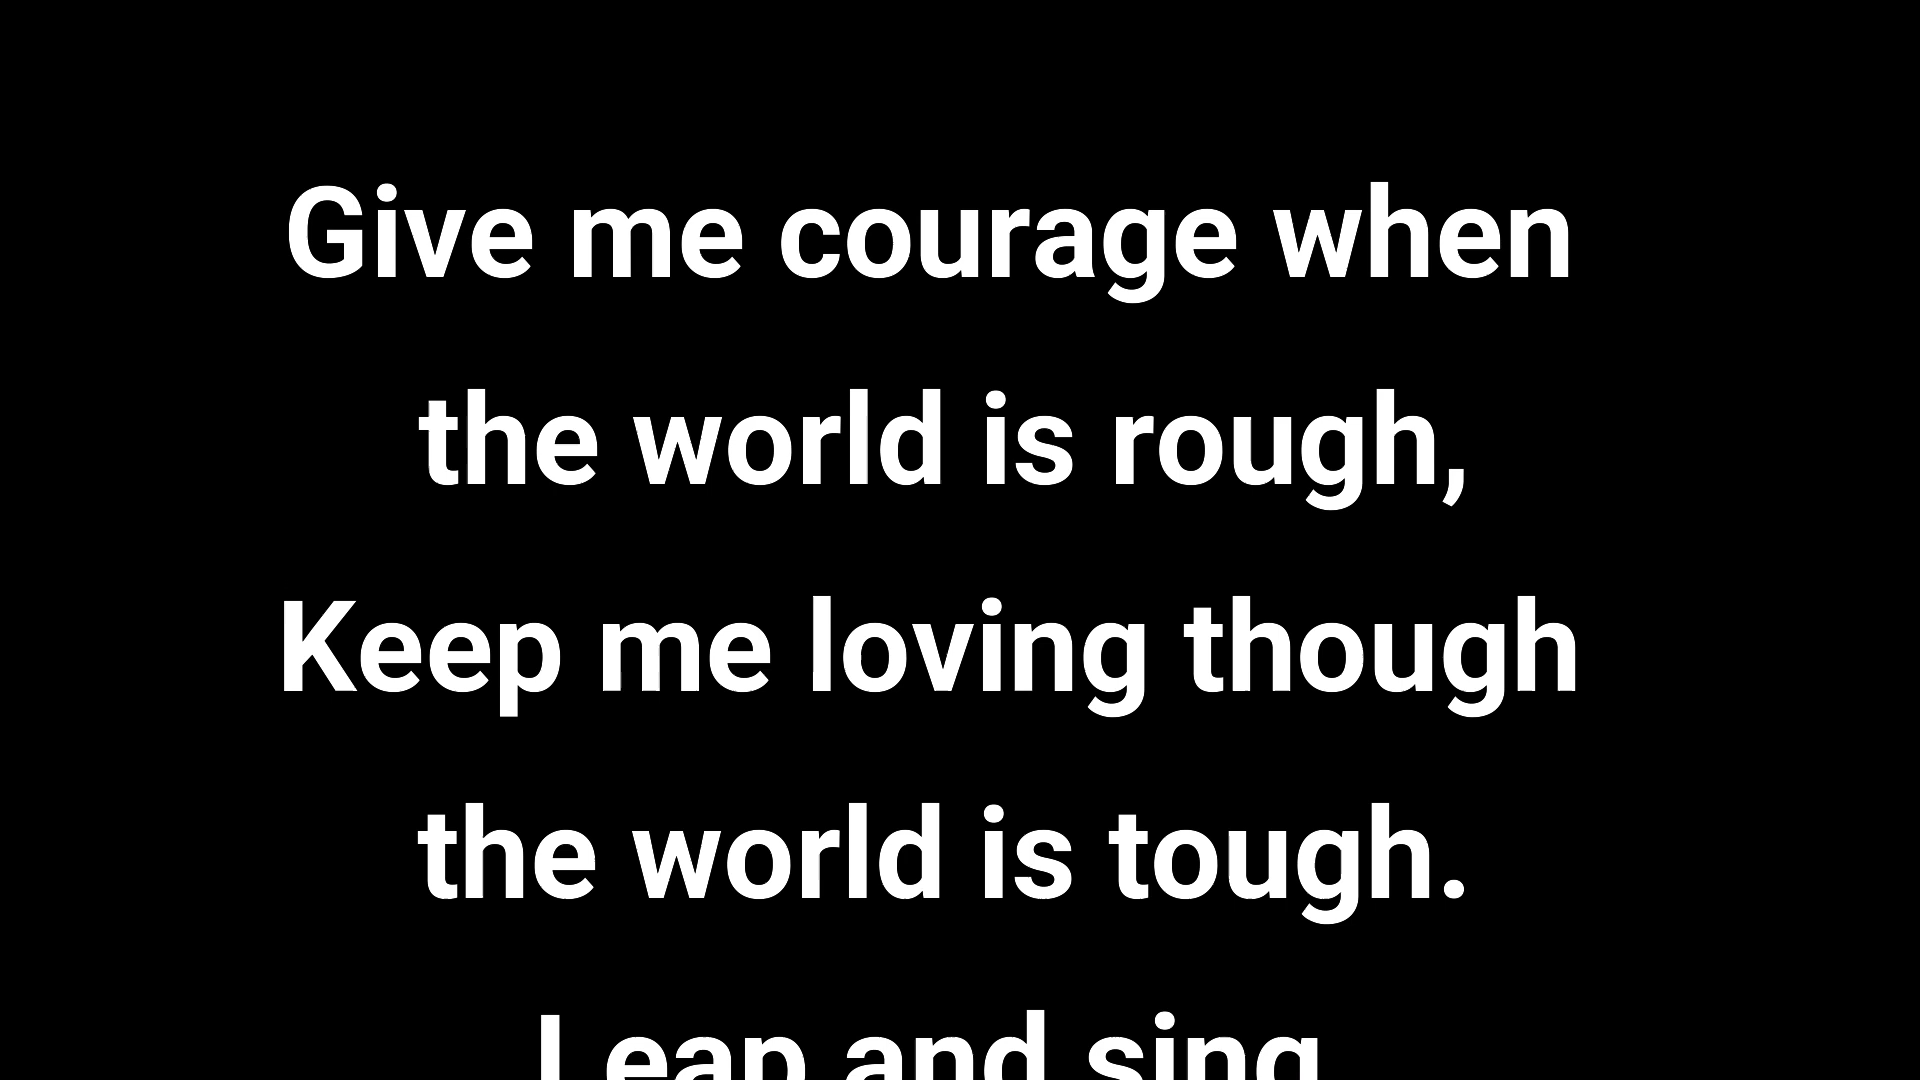 Give me courage when
the world is rough,
Keep me loving though
the world is tough.
Leap and sing